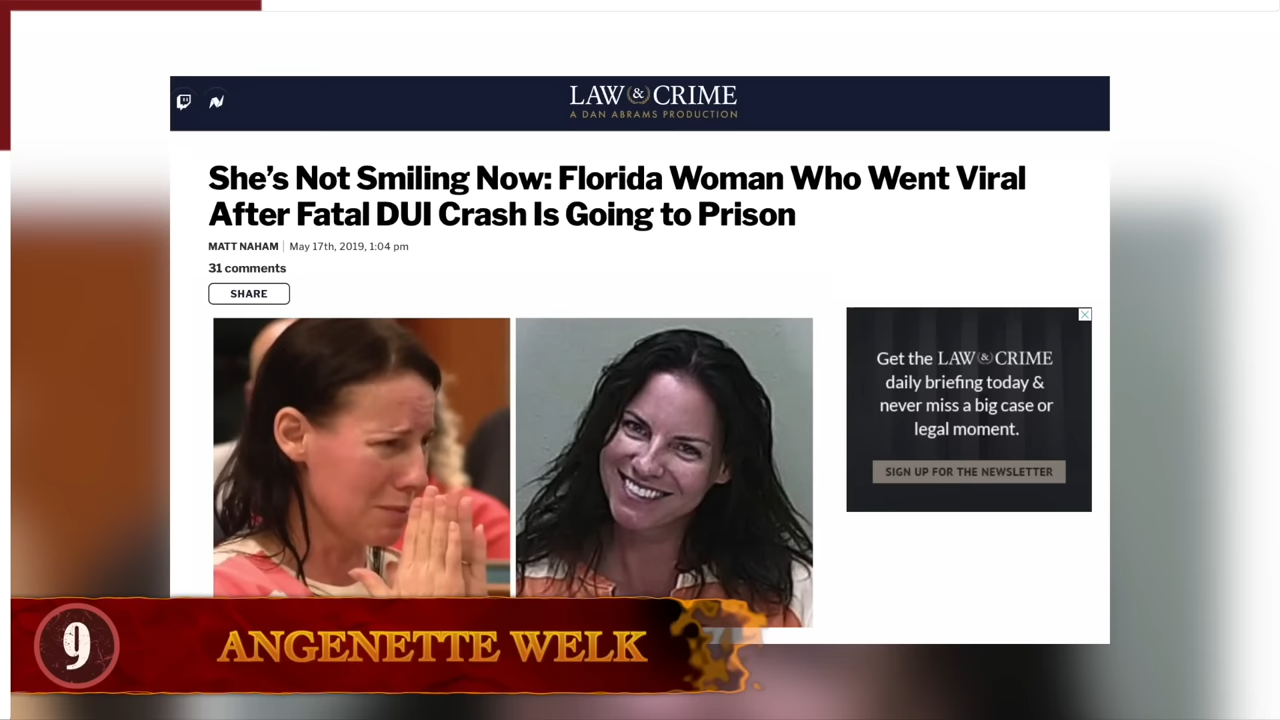 LAW & CRIME
A DAN ABRAMS PRODUCTION
She's Not Smiling Now: Florida Woman Who Went Viral
After Fatal DUI Crash Is Going to Prison
MATT NAHAM | May 17th, 2019, 1:04 pm
31 comments
SHARE
Get the LAW & CRIME
daily briefing today &
never miss a big case or
legal moment.
SIGN UP FOR THE NEWSLETTER
9
ANGENETTE WELK